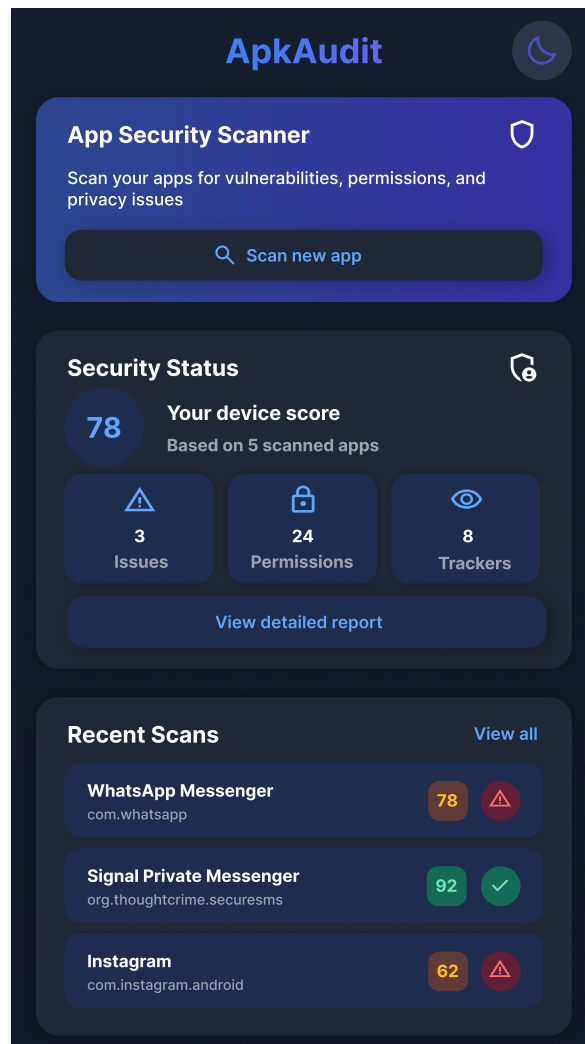 ApkAudit
App Security Scanner
Scan your apps for vulnerabilities, permissions, and
privacy issues
Scan new app
Security Status
78
Your device score
Based on 5 scanned apps
3
Issues
24
Permissions
8
Trackers
View detailed report
Recent Scans
View all
WhatsApp Messenger
com.whatsapp
78
Signal Private Messenger
org.thoughtcrime.securesms
92
Instagram
com.instagram.android
62